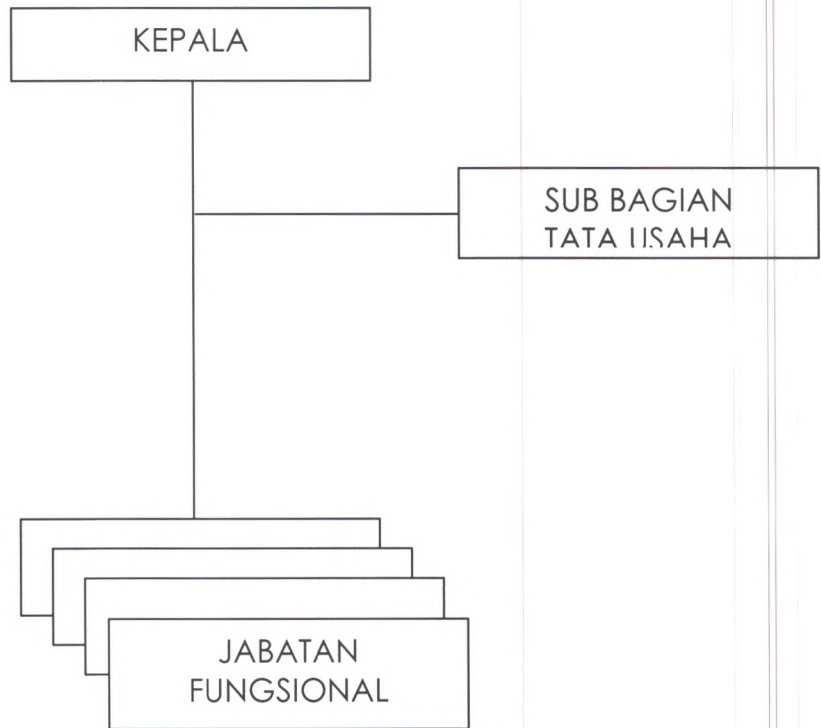 KEPALA
SUB BAGIAN
TATA USAHA
JABATAN
FUNGSIONAL